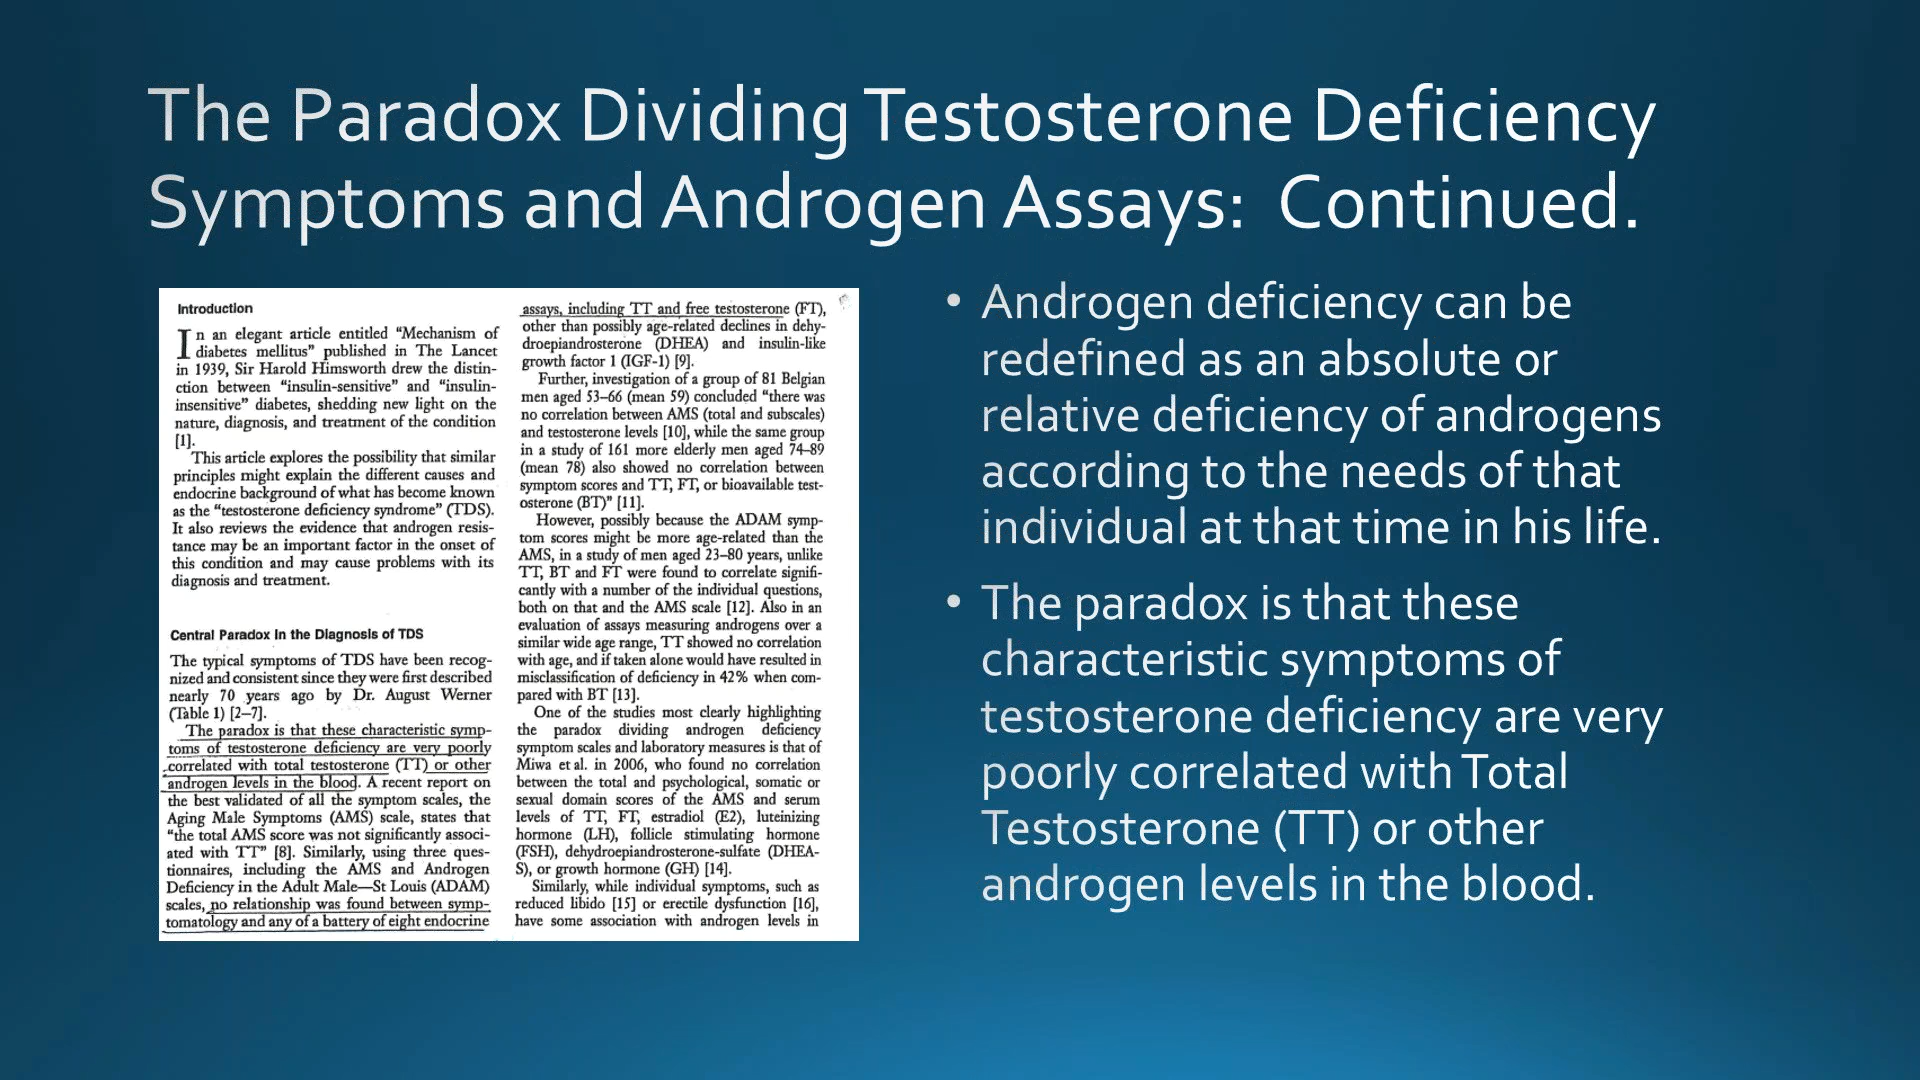 The Paradox Dividing Testosterone Deficiency
Symptoms and Androgen Assays:  Continued.
Introduction
In an elegant article entitled “Mechanism of
diabetes mellitus” published in The Lancet
in 1939, Sir Harold Himsworth drew the distin-
ction between “insulin-sensitive” and “insulin-
insensitive” diabetes, shedding new light on the
nature, diagnosis, and treatment of the condition
[1].
This article explores the possibility that similar
principles might explain the different causes and
endocrine background of what has become known
as the “testosterone deficiency syndrome” (TDS).
It also reviews the evidence that androgen resis-
tance may be an important factor in the onset of
this condition and may cause problems with its
diagnosis and treatment.
Central Paradox in the Diagnosis of TDS
The typical symptoms of TDS have been recog-
nized and consistent since they were first described
nearly 70 years ago by Dr. August Werner
(Table 1) [2–7].
The paradox is that these characteristic symp-
toms of testosterone deficiency are very poorly
correlated with total testosterone (TT) or other
androgen levels in the blood. A recent report on
the best validated of all the symptom scales, the
Aging Male Symptoms (AMS) scale, states that
“the total AMS score was not significantly associ-
ated with TT” [8]. Similarly, using three ques-
tionnaires, including the AMS and Androgen
Deficiency in the Adult Male—St Louis (ADAM)
scales, no relationship was found between symp-
tomatology and any of a battery of eight endocrine
assays, including TT and free testosterone (FT),
other than possibly age-related declines in dehy-
droepiandrosterone (DHEA) and insulin-like
growth factor 1 (IGF-1) [9].
Further, investigation of a group of 81 Belgian
men aged 53–66 (mean 59) concluded “there was
no correlation between AMS (total and subscales)
and testosterone levels [10], while the same group
in a study of 161 more elderly men aged 74–89
(mean 78) also showed no correlation between
symptom scores and TT, FT, or bioavailable test-
osterone (BT)” [11].
However, possibly because the ADAM symp-
tom scores might be more age-related than the
AMS, in a study of men aged 23–80 years, unlike
TT, BT and FT were found to correlate signifi-
cantly with a number of the individual questions,
both on that and the AMS scale [12]. Also in an
evaluation of assays measuring androgens over a
similar wide age range, TT showed no correlation
with age, and if taken alone would have resulted in
misclassification of deficiency in 42% when com-
pared with BT [13].
One of the studies most clearly highlighting
the paradox dividing androgen deficiency
symptom scales and laboratory measures is that of
Miwa et al. in 2006, who found no correlation
between the total and psychological, somatic or
sexual domain scores of the AMS and serum
levels of TT, FT, estradiol (E2), luteinizing
hormone (LH), follicle stimulating hormone
(FSH), dehydroepiandrosterone-sulfate (DHEA-
S), or growth hormone (GH) [14].
Similarly, while individual symptoms, such as
reduced libido [15] or erectile dysfunction [16],
have some association with androgen levels in
• Androgen deficiency can be
redefined as an absolute or
relative deficiency of androgens
according to the needs of that
individual at that time in his life.
• The paradox is that these
characteristic symptoms of
testosterone deficiency are very
poorly correlated with Total
Testosterone (TT) or other
androgen levels in the blood.